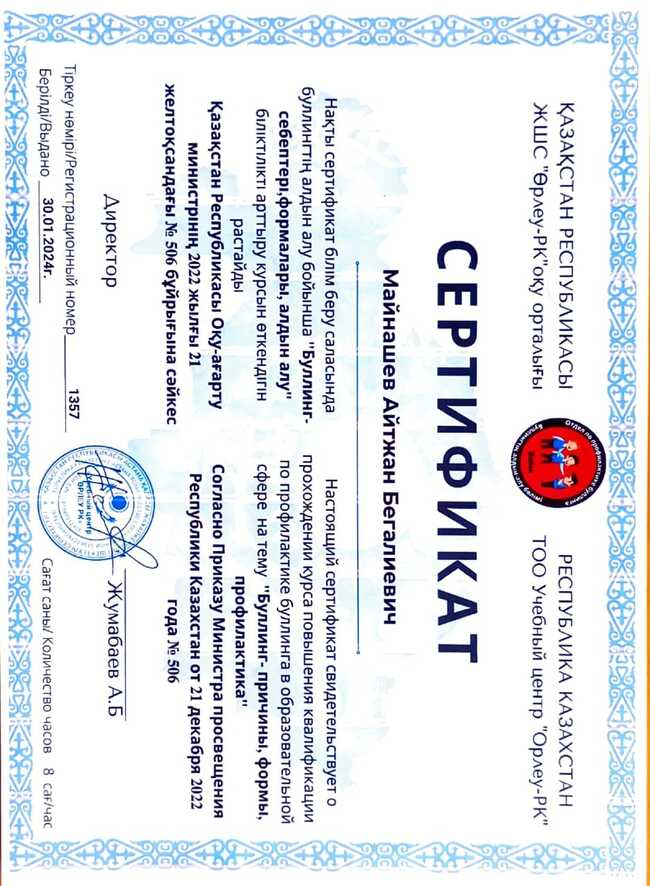 ҚАЗАҚСТАН РЕСПУБЛИКАСЫ
ЖШС "Өрлеу-РК"оқу орталығы
РЕСПУБЛИКА КАЗАХСТАН
ТОО Учебный центр "Орлеу-РК"
СЕРТИФИКАТ
Майнашев Айтжан Бегалиевич
Нақты сертификат білім беру саласында
буллингтің алдын алу бойынша "Буллинг-
себептері,формалары, алдын алу"
біліктілікті арттыру курсын өткендігін
растайды
Қазақстан Республикасы Оқу-ағарту
министрінің 2022 жылғы 21
желтоқсандағы № 506 бұйрығына сәйкес
Настоящий сертификат свидетельствует о
прохождении курса повышения квалификации
по профилактике буллинга в образовательной
сфере на тему "Буллинг- причины, формы,
профилактика"
Согласно Приказу Министра просвещения
Республики Казахстан от 21 декабря 2022
года № 506
Директор
Жумабаев А.Б
Тіркеу нөмірі/Регистрационный номер 1357
Берілді/Выдано 30.01.2024г.
Сағат саны/ Количество часов 8 сағ/час